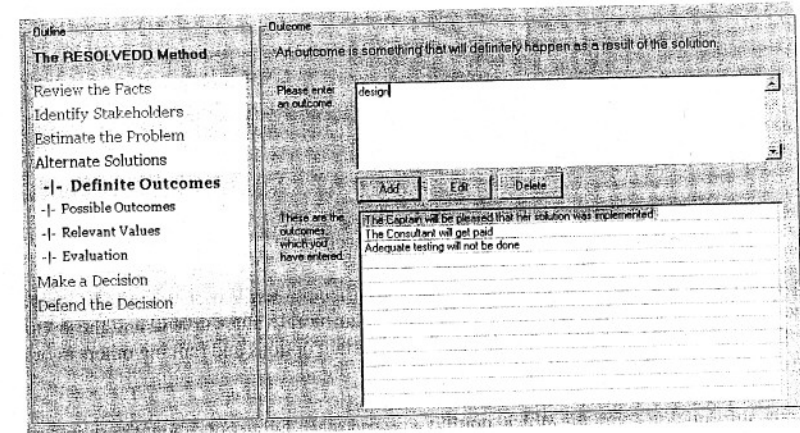 Outline
The RESOLVEDD Method
Review the Facts
Identify Stakeholders
Estimate the Problem
Alternate Solutions
-|- Definite Outcomes
-|- Possible Outcomes
-|- Relevant Values
-|- Evaluation
Make a Decision
Defend the Decision
Outcome
An outcome is something that will definitely happen as a result of the solution.
Please enter
an outcome.
design
Add Edit Delete
These are the
outcomes
which you
have entered.
The Captain will be pleased that her solution was implemented.
The Consultant will get paid
Adequate testing will not be done